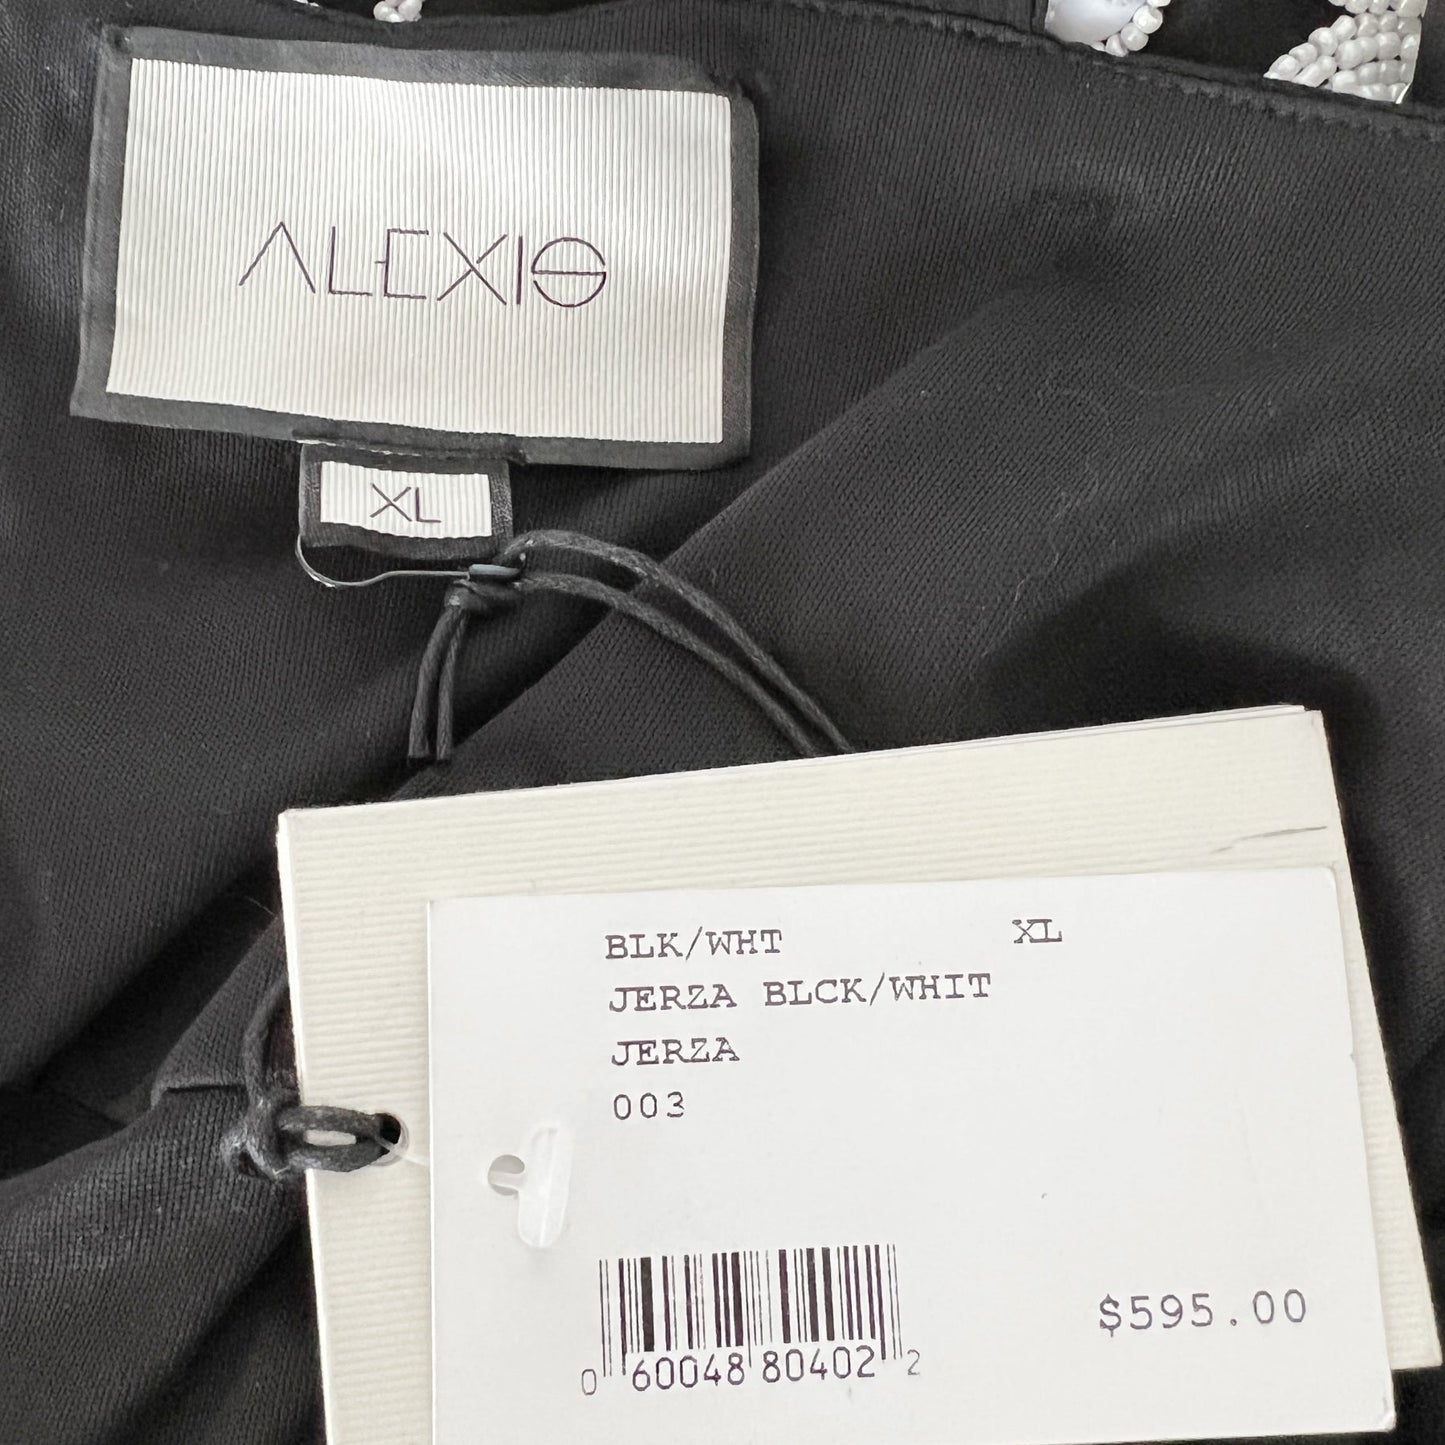 ALEXIS
XL
BLK/WHT XL
JERZA BLCK/WHIT
JERZA
003
$595.00
0 60048 80402 2